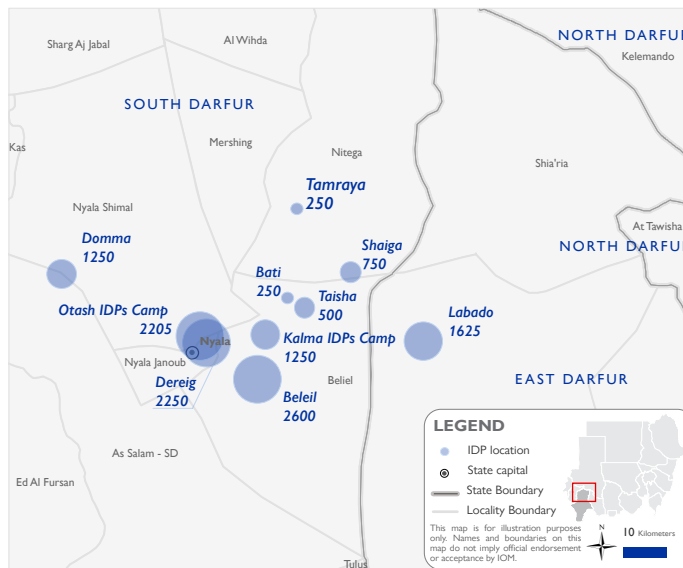 NORTH DARFUR
Al Wihda
Sharg Aj Jabal
Kelemando
SOUTH DARFUR
Mershing
Kas
Nitega
Shia'ria
Tamraya
250
Nyala Shimal
At Tawisha
Domma
1250
Shaiga
750
NORTH DARFUR
Bati
250
Taisha
500
Otash IDPs Camp
2205
Labado
1625
Kalma IDPs Camp
1250
Nyala
Nyala Janoub
Dereig
2250
Beleil
2600
Beliel
EAST DARFUR
As Salam - SD
Ed Al Fursan
Tulus
LEGEND
IDP location
State capital
State Boundary
Locality Boundary
This map is for illustration purposes
only. Names and boundaries on this
map do not imply official endorsement
or acceptance by IOM.
N
10 Kilometers